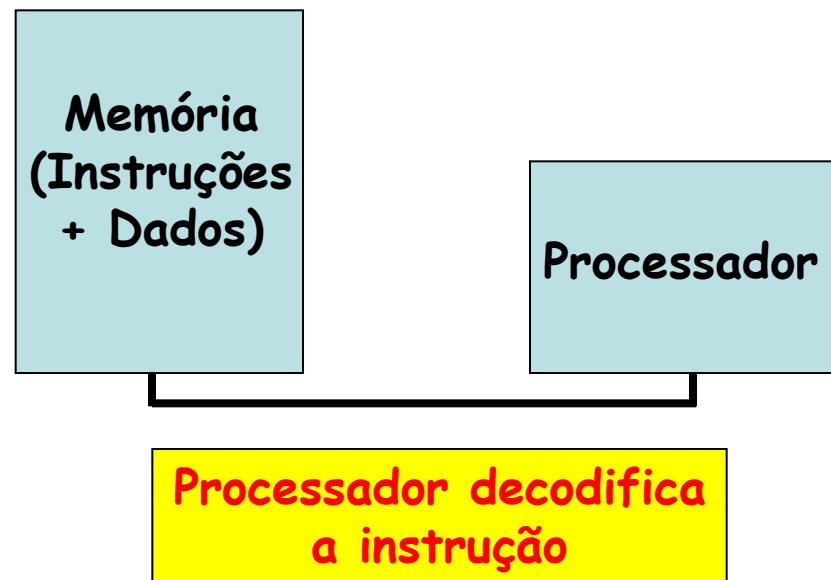 Memória
(Instruções
+ Dados)
Processador
Processador decodifica
a instrução